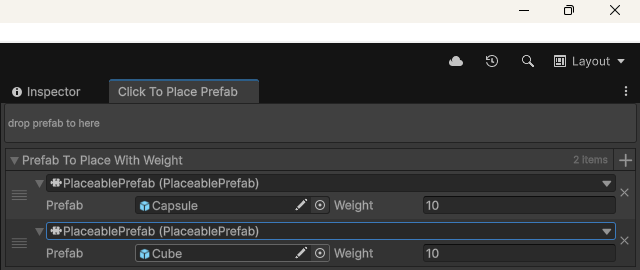 Layout
Inspector
Click To Place Prefab
drop prefab to here
Prefab To Place With Weight
2 Items
PlaceablePrefab (PlaceablePrefab)
Prefab Capsule Weight 10
PlaceablePrefab (PlaceablePrefab)
Prefab Cube Weight 10